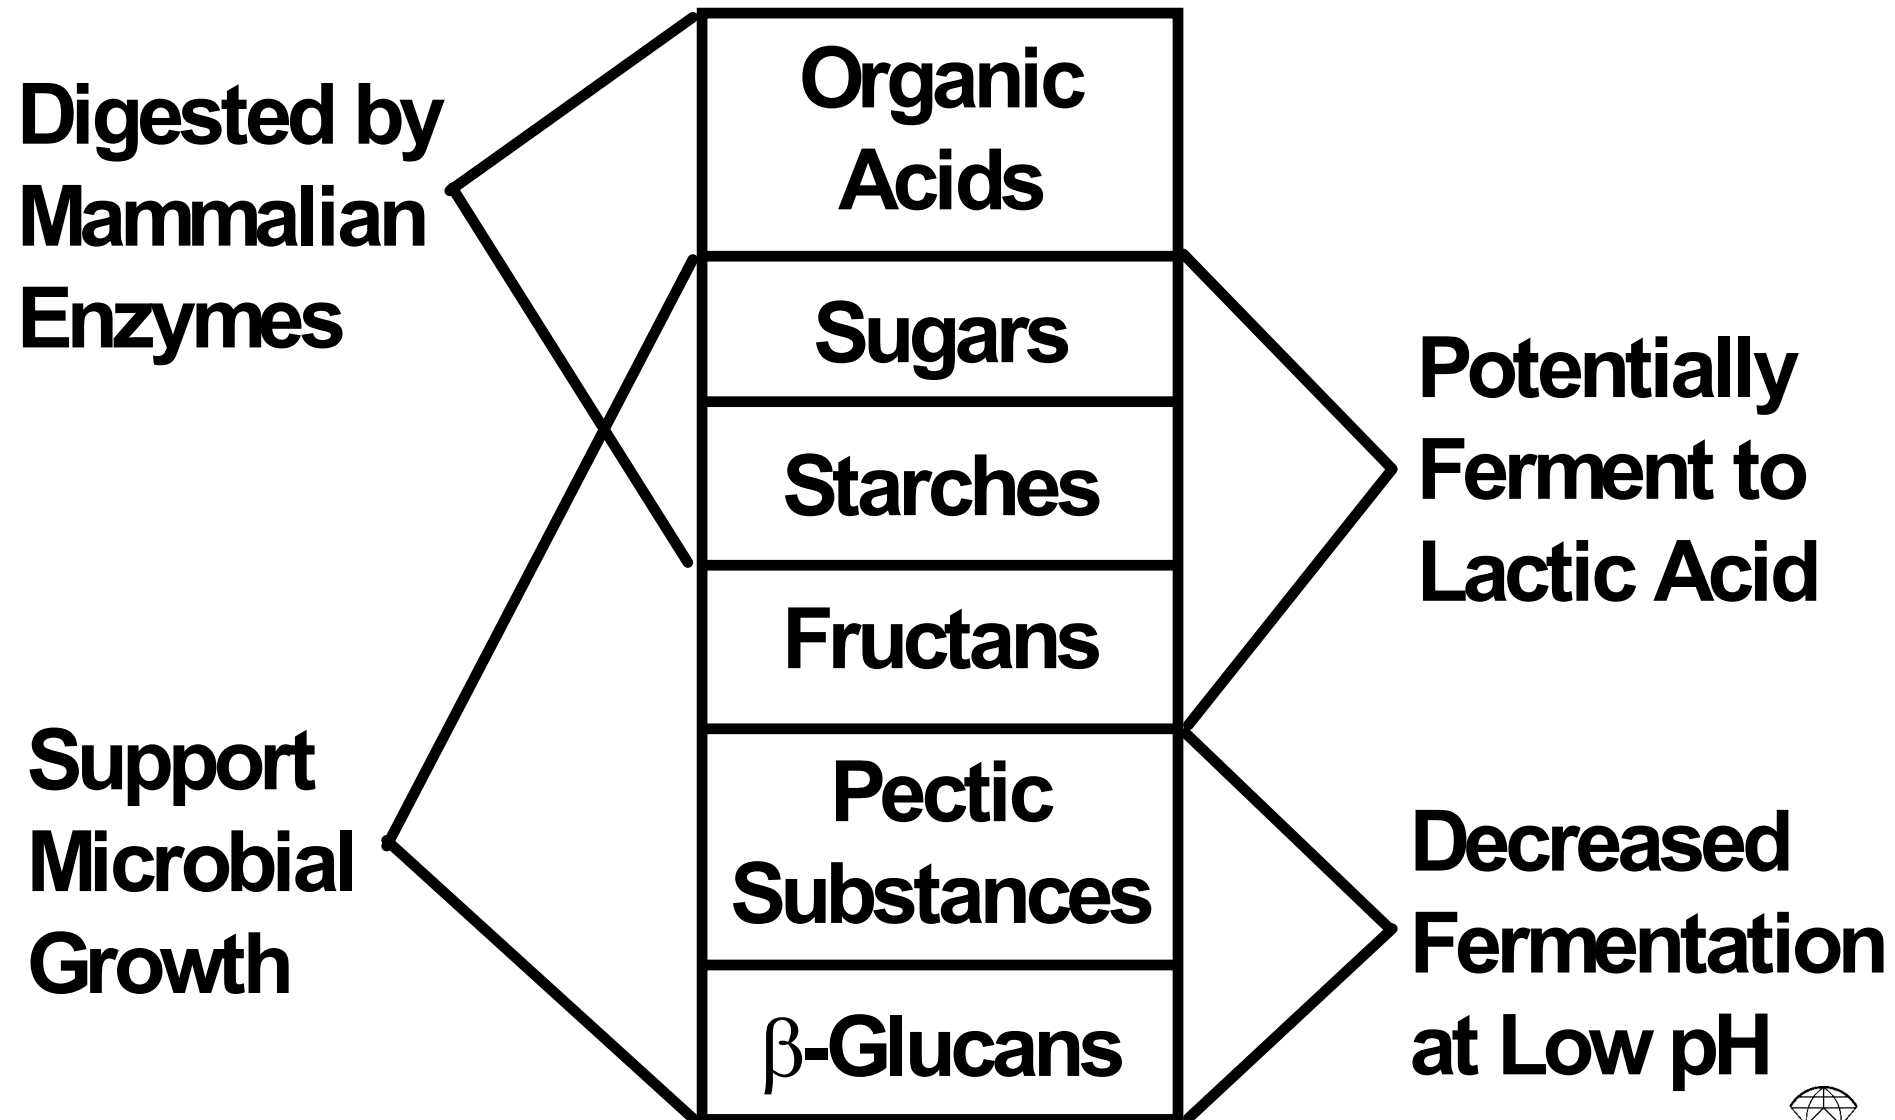 Digested by
Mammalian
Enzymes
Support
Microbial
Growth
Organic
Acids
Sugars
Starches
Fructans
Pectic
Substances
β-Glucans
Potentially
Ferment to
Lactic Acid
Decreased
Fermentation
at Low pH